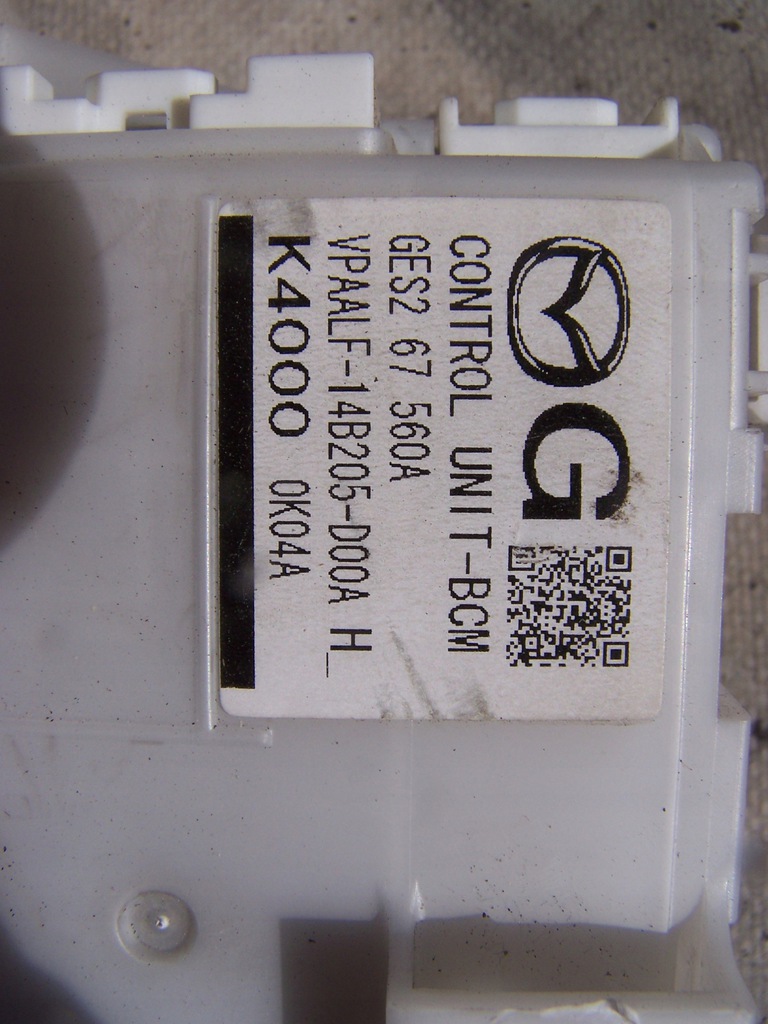 G
CONTROL UNIT-BCM
GES2 67 560A
VPAALF-14B205-D00A H_
K4000 0K04A